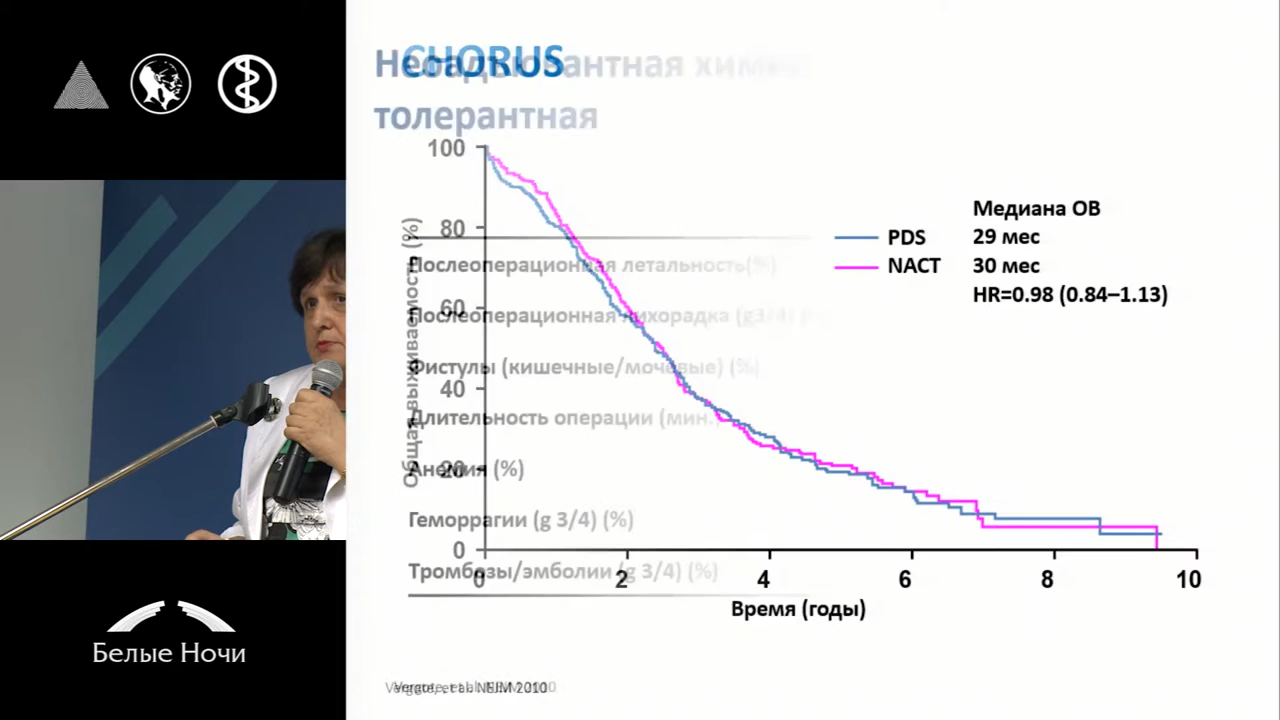 CHORUS
Неоадъювантная
толерантная
Общая выживаемость (%)
100
80
60
40
20
0
0
2
4
6
8
10
Время (годы)
Медиана ОВ
PDS 29 мес
NACT 30 мес
HR=0.98 (0.84–1.13)
Послеоперационная летальность(%)
Послеоперационная лихорадка (g3/4)
Фистулы (кишечные/мочевые) (%)
Длительность операции (мин.)
Анемия (%)
Геморрагии (g 3/4) (%)
Тромбозы/эмболии (g 3/4) (%)
Vergote, et al. NEJM 2010
Белые Ночи